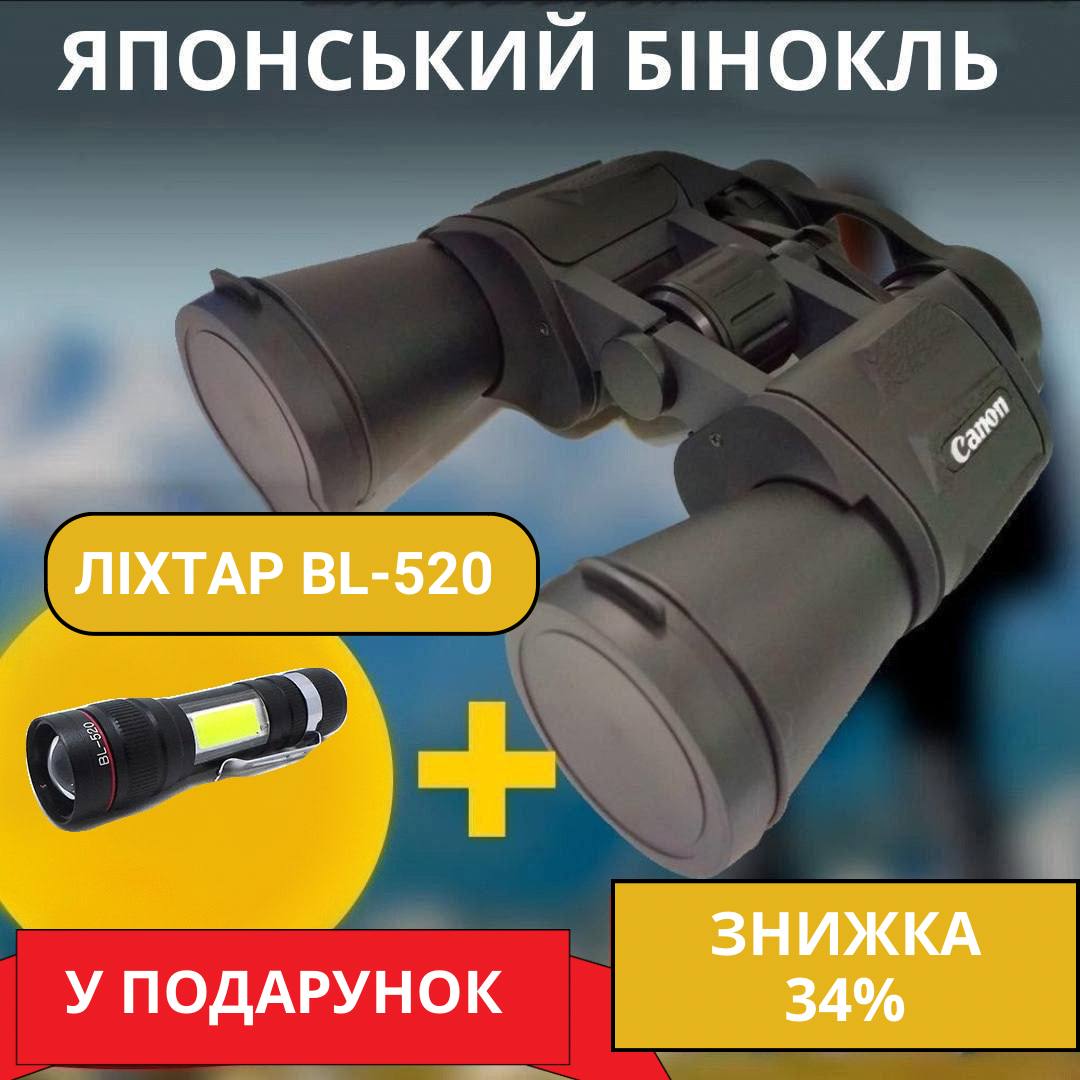 ЯПОНСЬКИЙ БІНОКЛЬ
Canon
ЛІХТАР BL-520
BL-520
У ПОДАРУНОК
ЗНИЖКА
34%